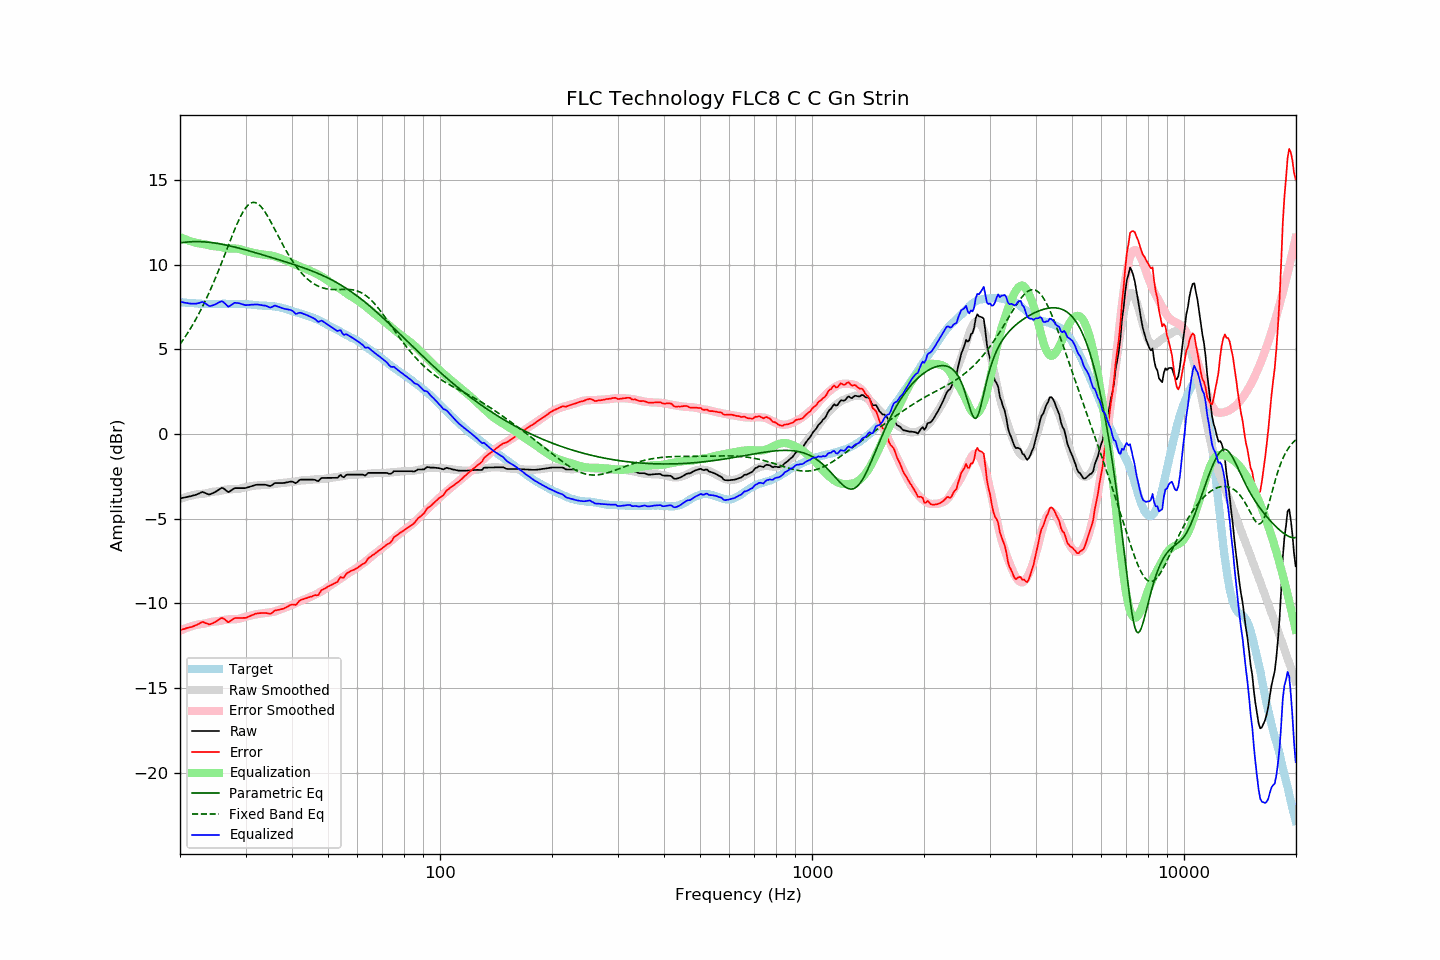 FLC Technology FLC8 C C Gn Strin
Amplitude (dBr)
15
10
5
0
−5
−10
−15
−20
Target
Raw Smoothed
Error Smoothed
Raw
Error
Equalization
Parametric Eq
Fixed Band Eq
Equalized
100
1000
10000
Frequency (Hz)